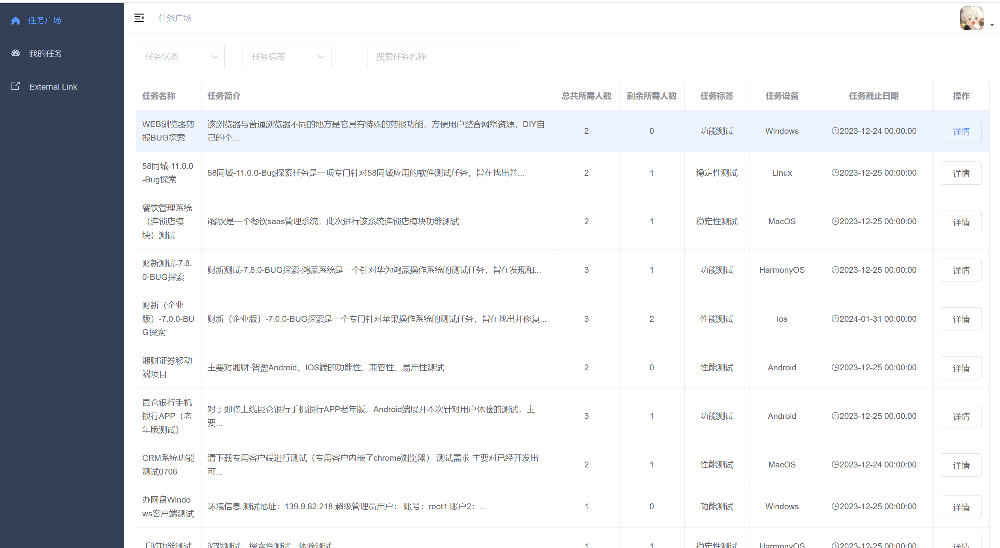 任务广场
我的任务
External Link
任务广场
任务状态
任务标签
搜索任务名称
任务名称 任务简介 总共所需人数 剩余所需人数 任务标签 任务设备 任务截止日期 操作
WEB浏览器剪
报BUG探索
该浏览器与普通浏览器不同的地方是它具有特殊的剪报功能，方便用户整合网络资源，DIY自
己的个...
2 0 功能测试 Windows 2023-12-24 00:00:00 详情
58同城-11.0.0
-Bug探索
58同城-11.0.0-Bug探索任务是一项专门针对58同城应用的软件测试任务，旨在找出并...
2 1 稳定性测试 Linux 2023-12-25 00:00:00 详情
餐饮管理系统
（连锁店模
块）测试
i餐饮是一个餐饮saas管理系统，此次进行该系统连锁店模块功能测试
2 1 稳定性测试 MacOS 2023-12-25 00:00:00 详情
财新测试-7.8.
0-BUG探索
财新测试-7.8.0-BUG探索-鸿蒙系统是一个针对华为鸿蒙操作系统的测试任务，旨在发现和...
3 1 功能测试 HarmonyOS 2023-12-25 00:00:00 详情
财新（企业
版）-7.0.0-BU
G探索
财新（企业版）-7.0.0-BUG探索是一个专门针对苹果操作系统的测试任务，旨在找出并修复...
3 2 性能测试 ios 2024-01-31 00:00:00 详情
湘财证券移动
端项目
主要对湘财·智盈Android、IOS端的功能性、兼容性、易用性测试
2 0 性能测试 Android 2023-12-25 00:00:00 详情
昆仑银行手机
银行APP（老
年版测试）
对于即将上线昆仑银行手机银行APP老年版，Android端展开本次针对用户体验的测试，主
要...
3 1 功能测试 Android 2023-12-25 00:00:00 详情
CRM系统功能
测试0706
请下载专用客户端进行测试（专用客户内嵌了chrome浏览器） 测试需求 主要对已经开发出
可...
2 1 性能测试 MacOS 2023-12-24 00:00:00 详情
办网盘Windo
ws客户端测试
环境信息 测试地址：139.9.82.218 超级管理员用户： 账号：root1 账户2：...
1 0 功能测试 Windows 2023-12-25 00:00:00 详情
手游功能测试 游戏测试、探索性测试、体验测试 1 1 稳定性测试 HarmonyOS 2023-12-25 00:00:00 详情